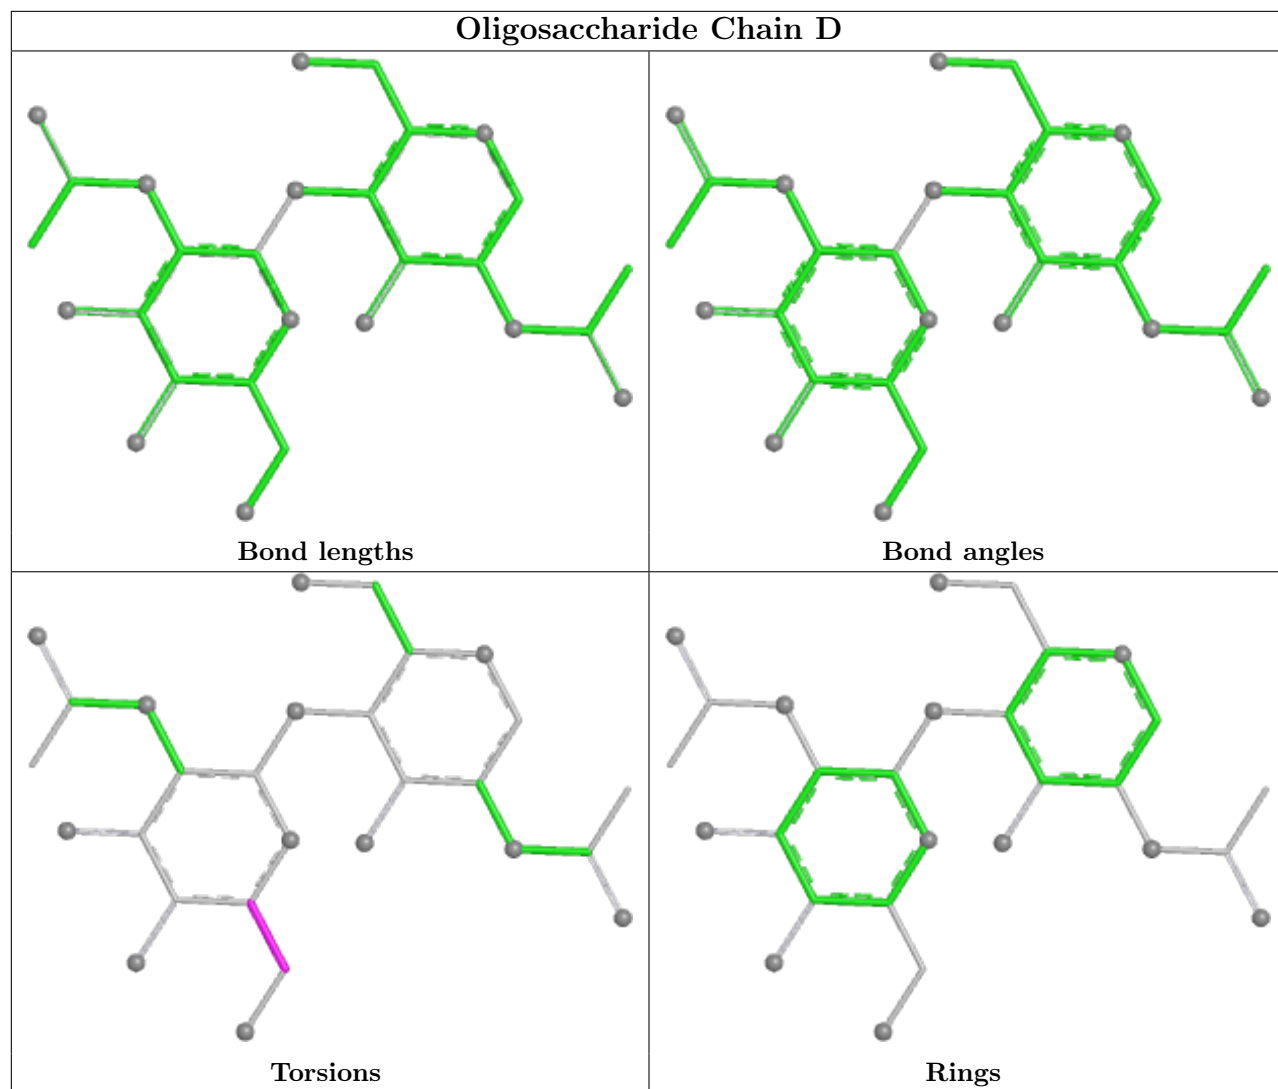 Oligosaccharide Chain D
Bond lengths
Bond angles
Torsions
Rings